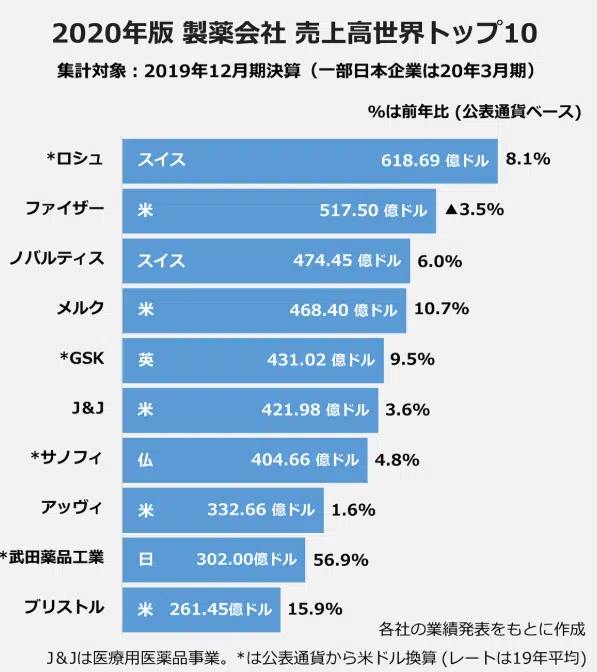 2020年版 製薬会社 売上高世界トップ10
集計対象：2019年12月期決算（一部日本企業は20年3月期）
%は前年比 (公表通貨ベース)
*ロシュ スイス 618.69 億ドル 8.1%
ファイザー 米 517.50 億ドル ▲3.5%
ノバルティス スイス 474.45 億ドル 6.0%
メルク 米 468.40 億ドル 10.7%
*GSK 英 431.02 億ドル 9.5%
J&J 米 421.98 億ドル 3.6%
*サノフィ 仏 404.66 億ドル 4.8%
アッヴィ 米 332.66 億ドル 1.6%
*武田薬品工業 日 302.00億ドル 56.9%
ブリストル 米 261.45億ドル 15.9%
各社の業績発表をもとに作成
J&Jは医療用医薬品事業。*は公表通貨から米ドル換算 (レートは19年平均)